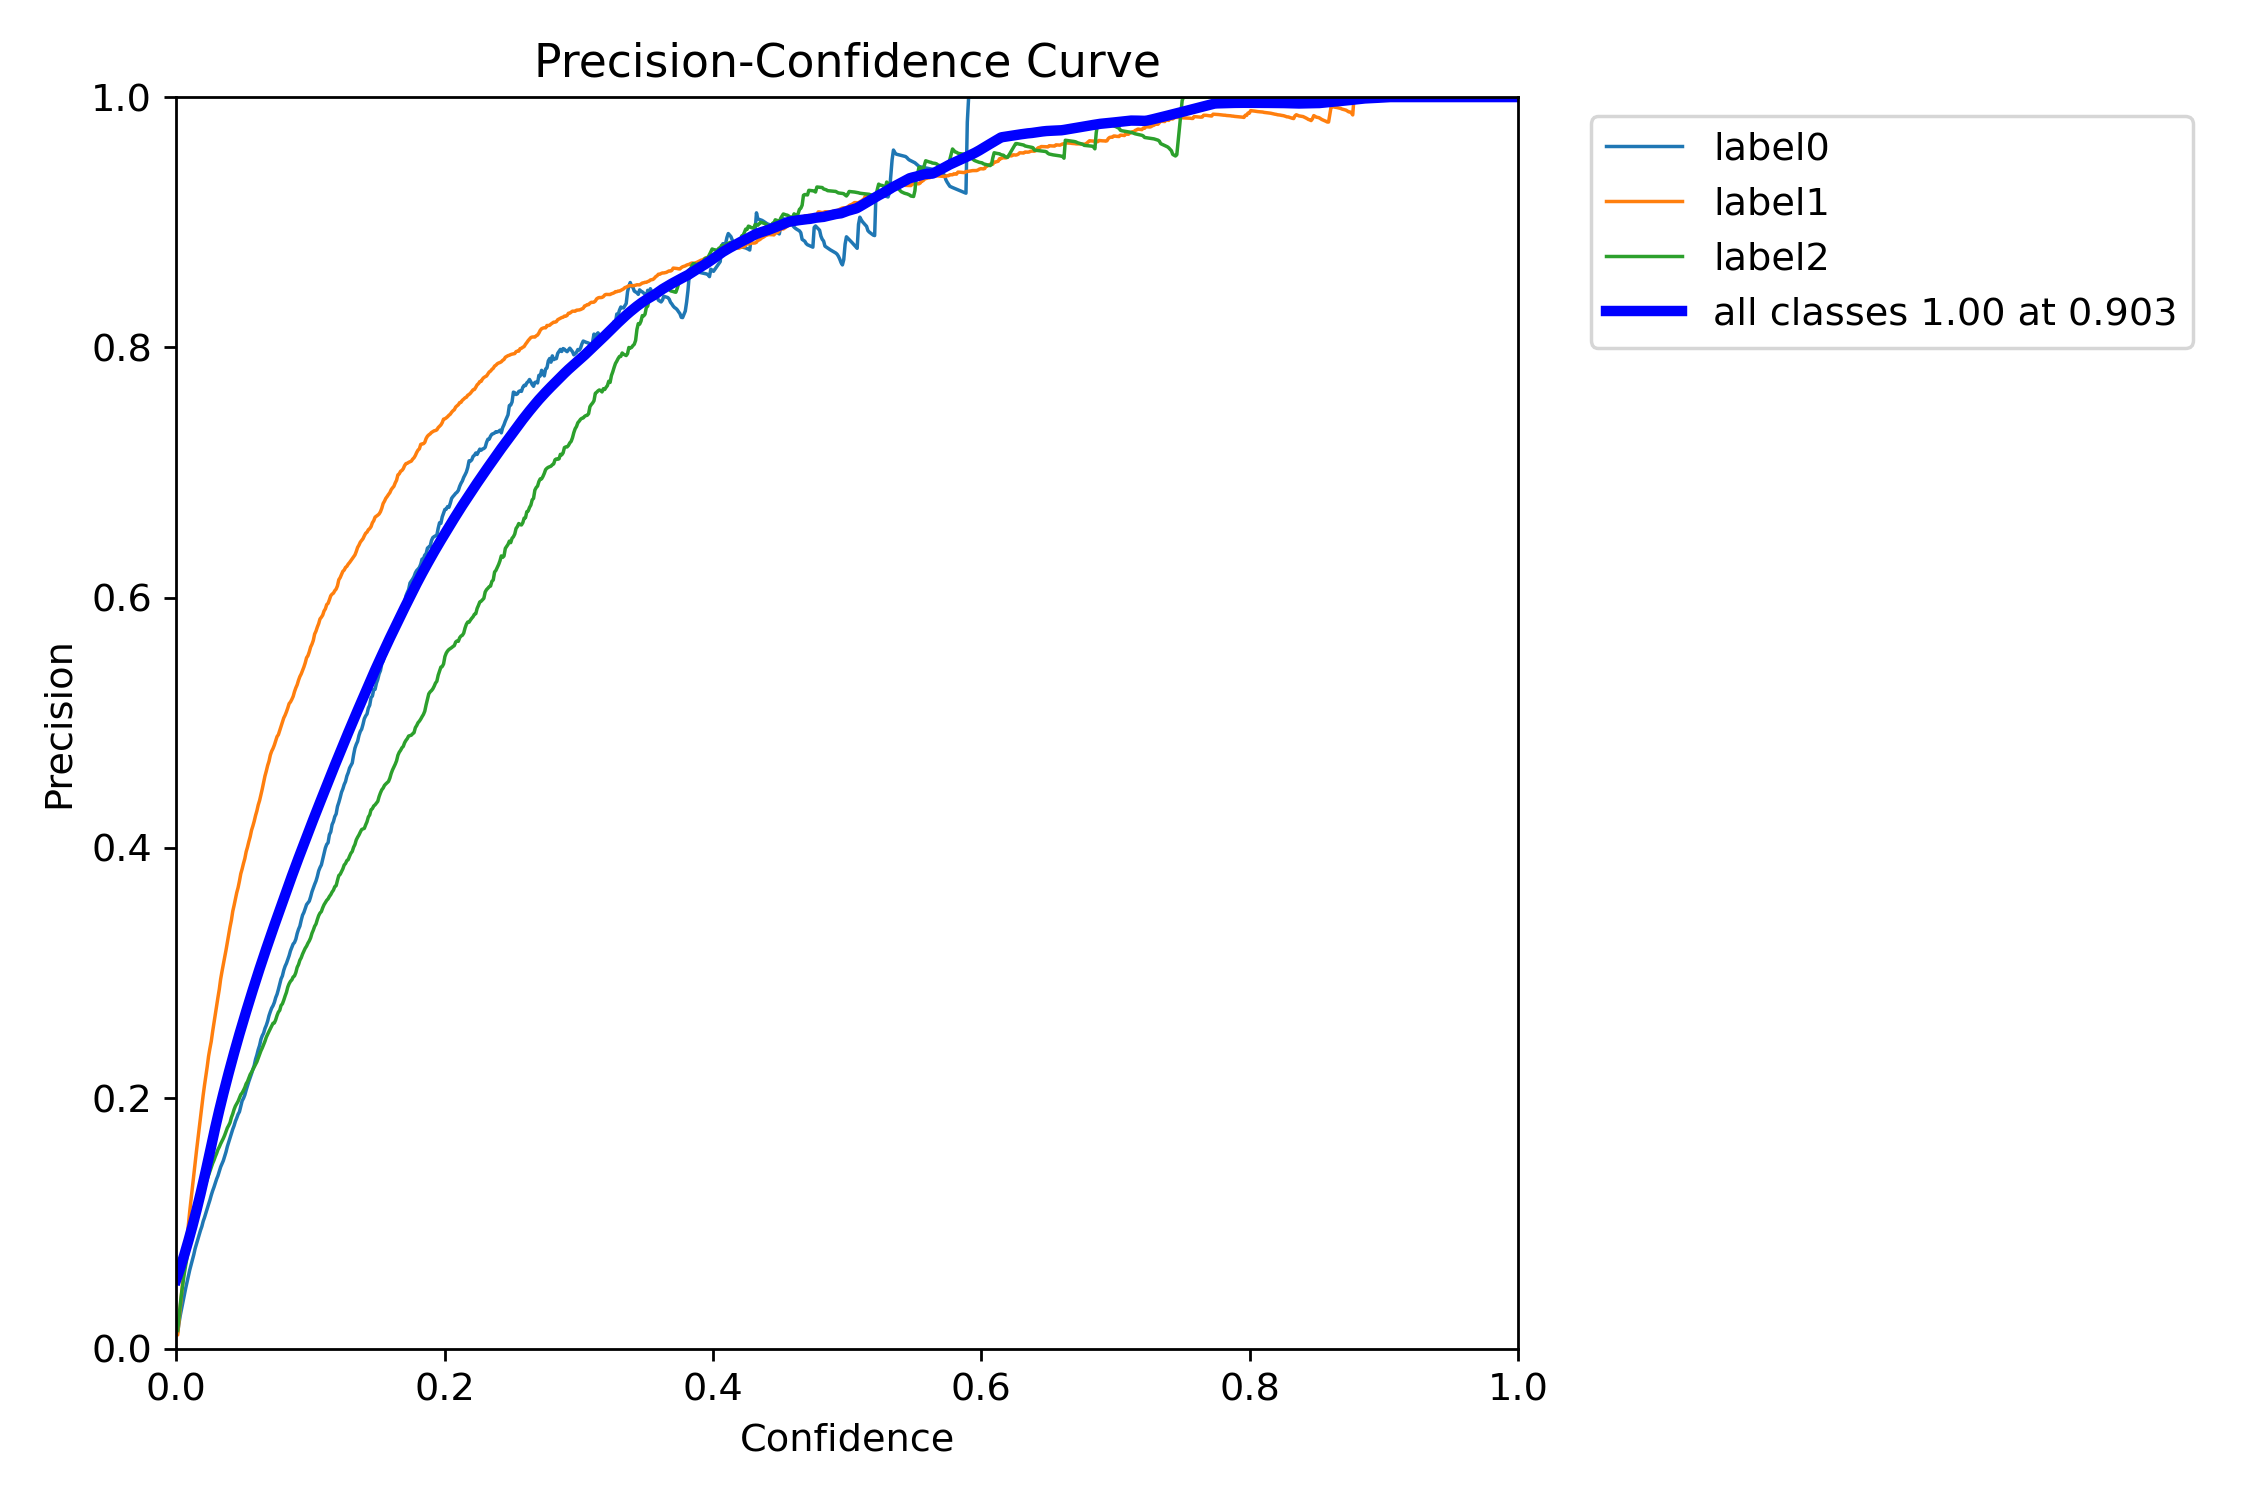 Precision-Confidence Curve
1.0
0.8
0.6
0.4
0.2
0.0
Precision
0.0 0.2 0.4 0.6 0.8 1.0
Confidence
label0
label1
label2
all classes 1.00 at 0.903